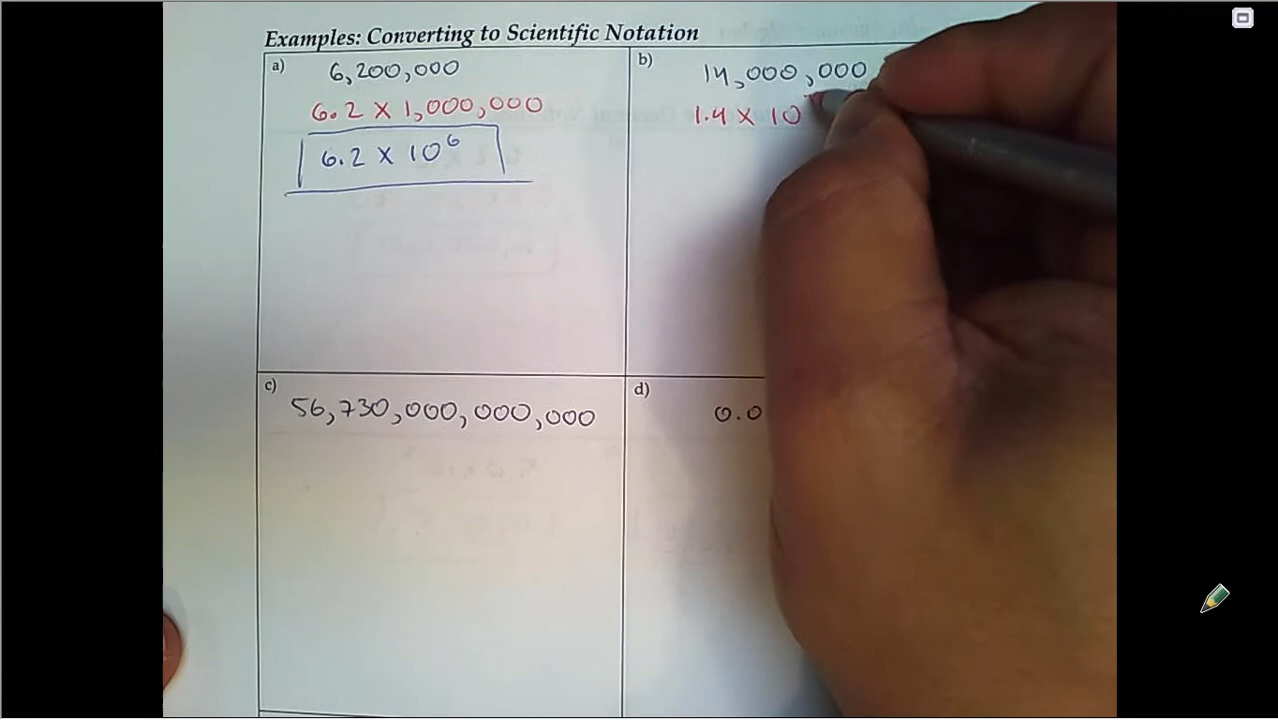 Examples: Converting to Scientific Notation
a) 6,200,000
6.2 X 1,000,000
6.2 X 10⁶
b) 14,000,000
1.4 X 10
c) 56,730,000,000,000
d) 0.0